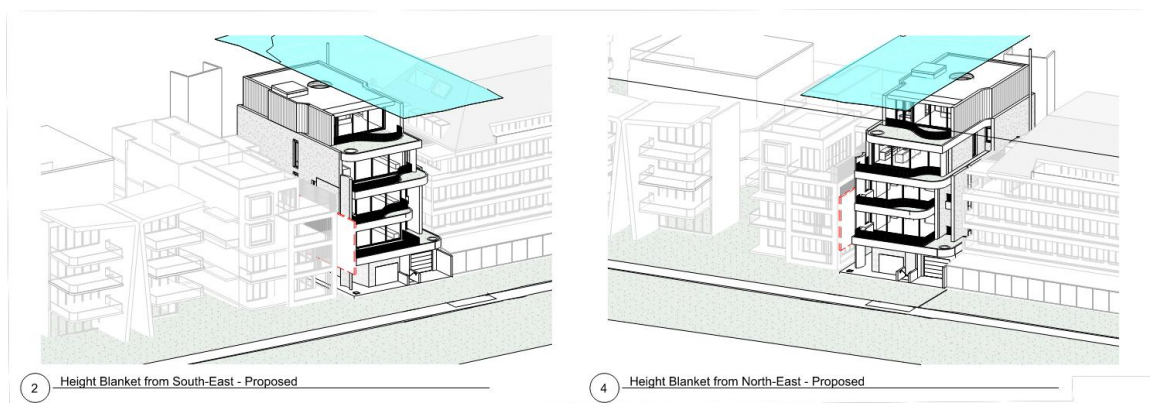 2 Height Blanket from South-East - Proposed
4 Height Blanket from North-East - Proposed